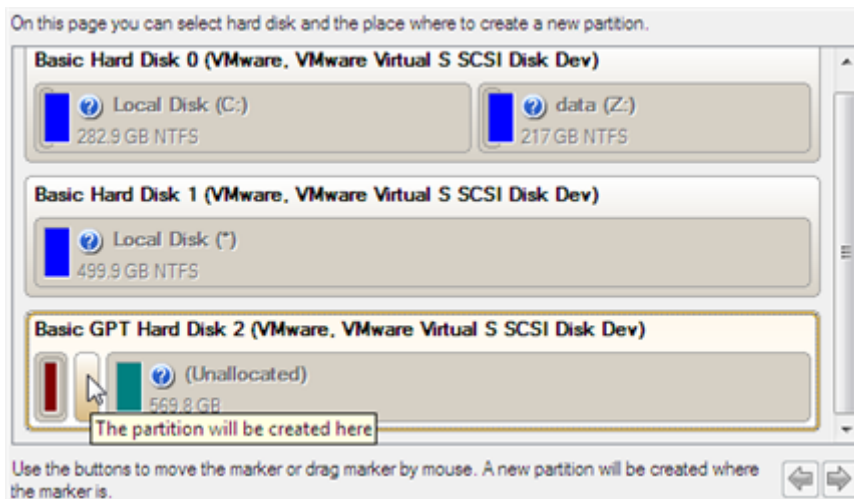 On this page you can select hard disk and the place where to create a new partition.
Basic Hard Disk 0 (VMware, VMware Virtual S SCSI Disk Dev)
Local Disk (C:) data (Z:)
282.9 GB NTFS 217 GB NTFS
Basic Hard Disk 1 (VMware, VMware Virtual S SCSI Disk Dev)
Local Disk (*)
499.9 GB NTFS
Basic GPT Hard Disk 2 (VMware, VMware Virtual S SCSI Disk Dev)
(Unallocated)
569.8 GB
The partition will be created here
Use the buttons to move the marker or drag marker by mouse. A new partition will be created where
the marker is.